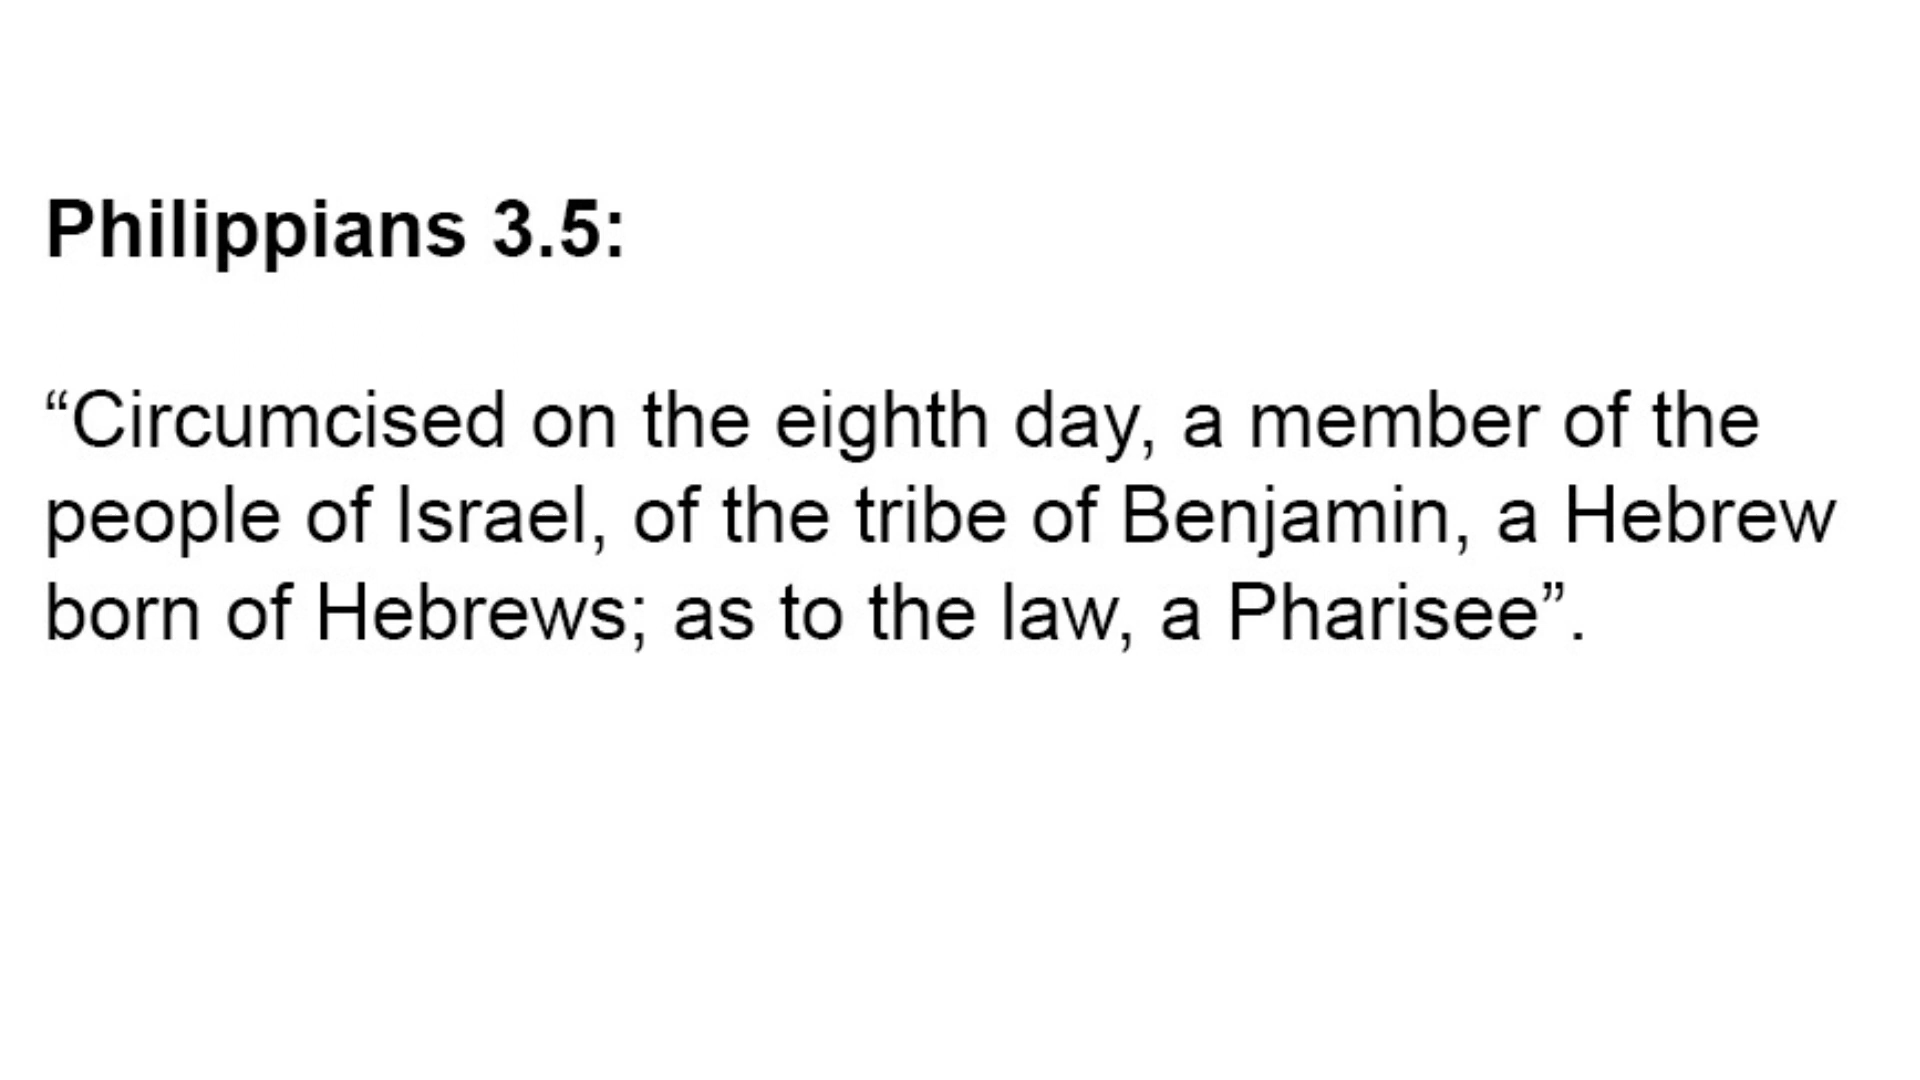 Philippians 3.5:
“Circumcised on the eighth day, a member of the
people of Israel, of the tribe of Benjamin, a Hebrew
born of Hebrews; as to the law, a Pharisee”.